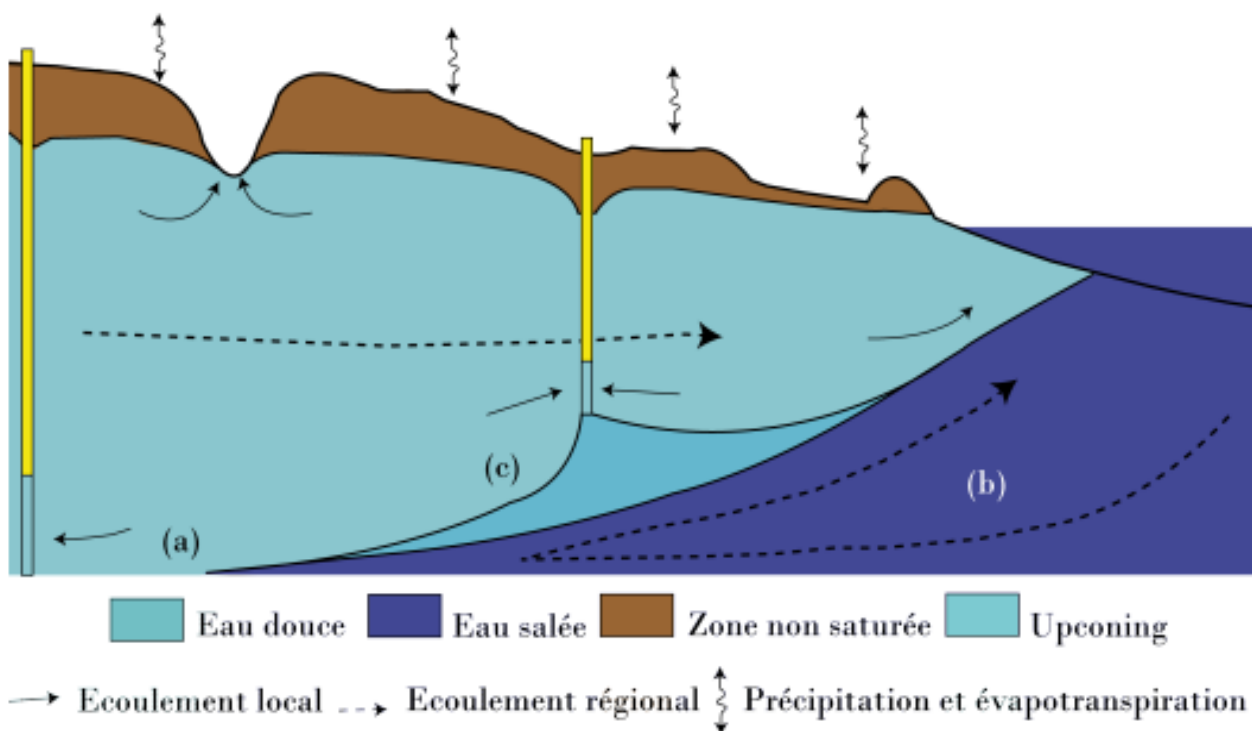 (c)
(b)
(a)
Eau douce Eau salée Zone non saturée Upconing
Ecoulement local Ecoulement régional Précipitation et évapotranspiration